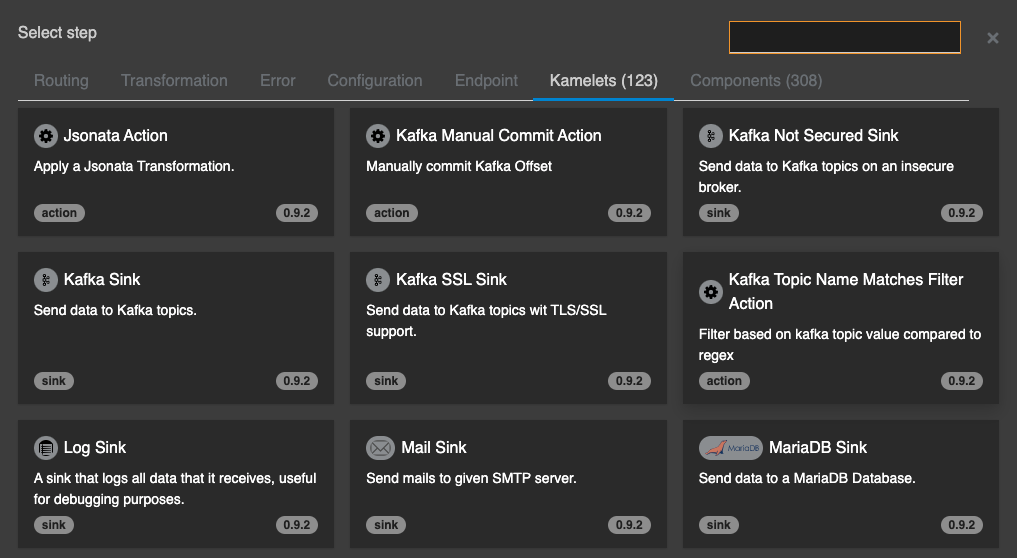 Select step
Routing Transformation Error Configuration Endpoint Kamelets (123) Components (308)
Jsonata Action
Apply a Jsonata Transformation.
action 0.9.2
Kafka Manual Commit Action
Manually commit Kafka Offset
action 0.9.2
Kafka Not Secured Sink
Send data to Kafka topics on an insecure
broker.
sink 0.9.2
Kafka Sink
Send data to Kafka topics.
sink 0.9.2
Kafka SSL Sink
Send data to Kafka topics wit TLS/SSL
support.
sink 0.9.2
Kafka Topic Name Matches Filter
Action
Filter based on kafka topic value compared to
regex
action 0.9.2
Log Sink
A sink that logs all data that it receives, useful
for debugging purposes.
sink 0.9.2
Mail Sink
Send mails to given SMTP server.
sink 0.9.2
MariaDB MariaDB Sink
Send data to a MariaDB Database.
sink 0.9.2